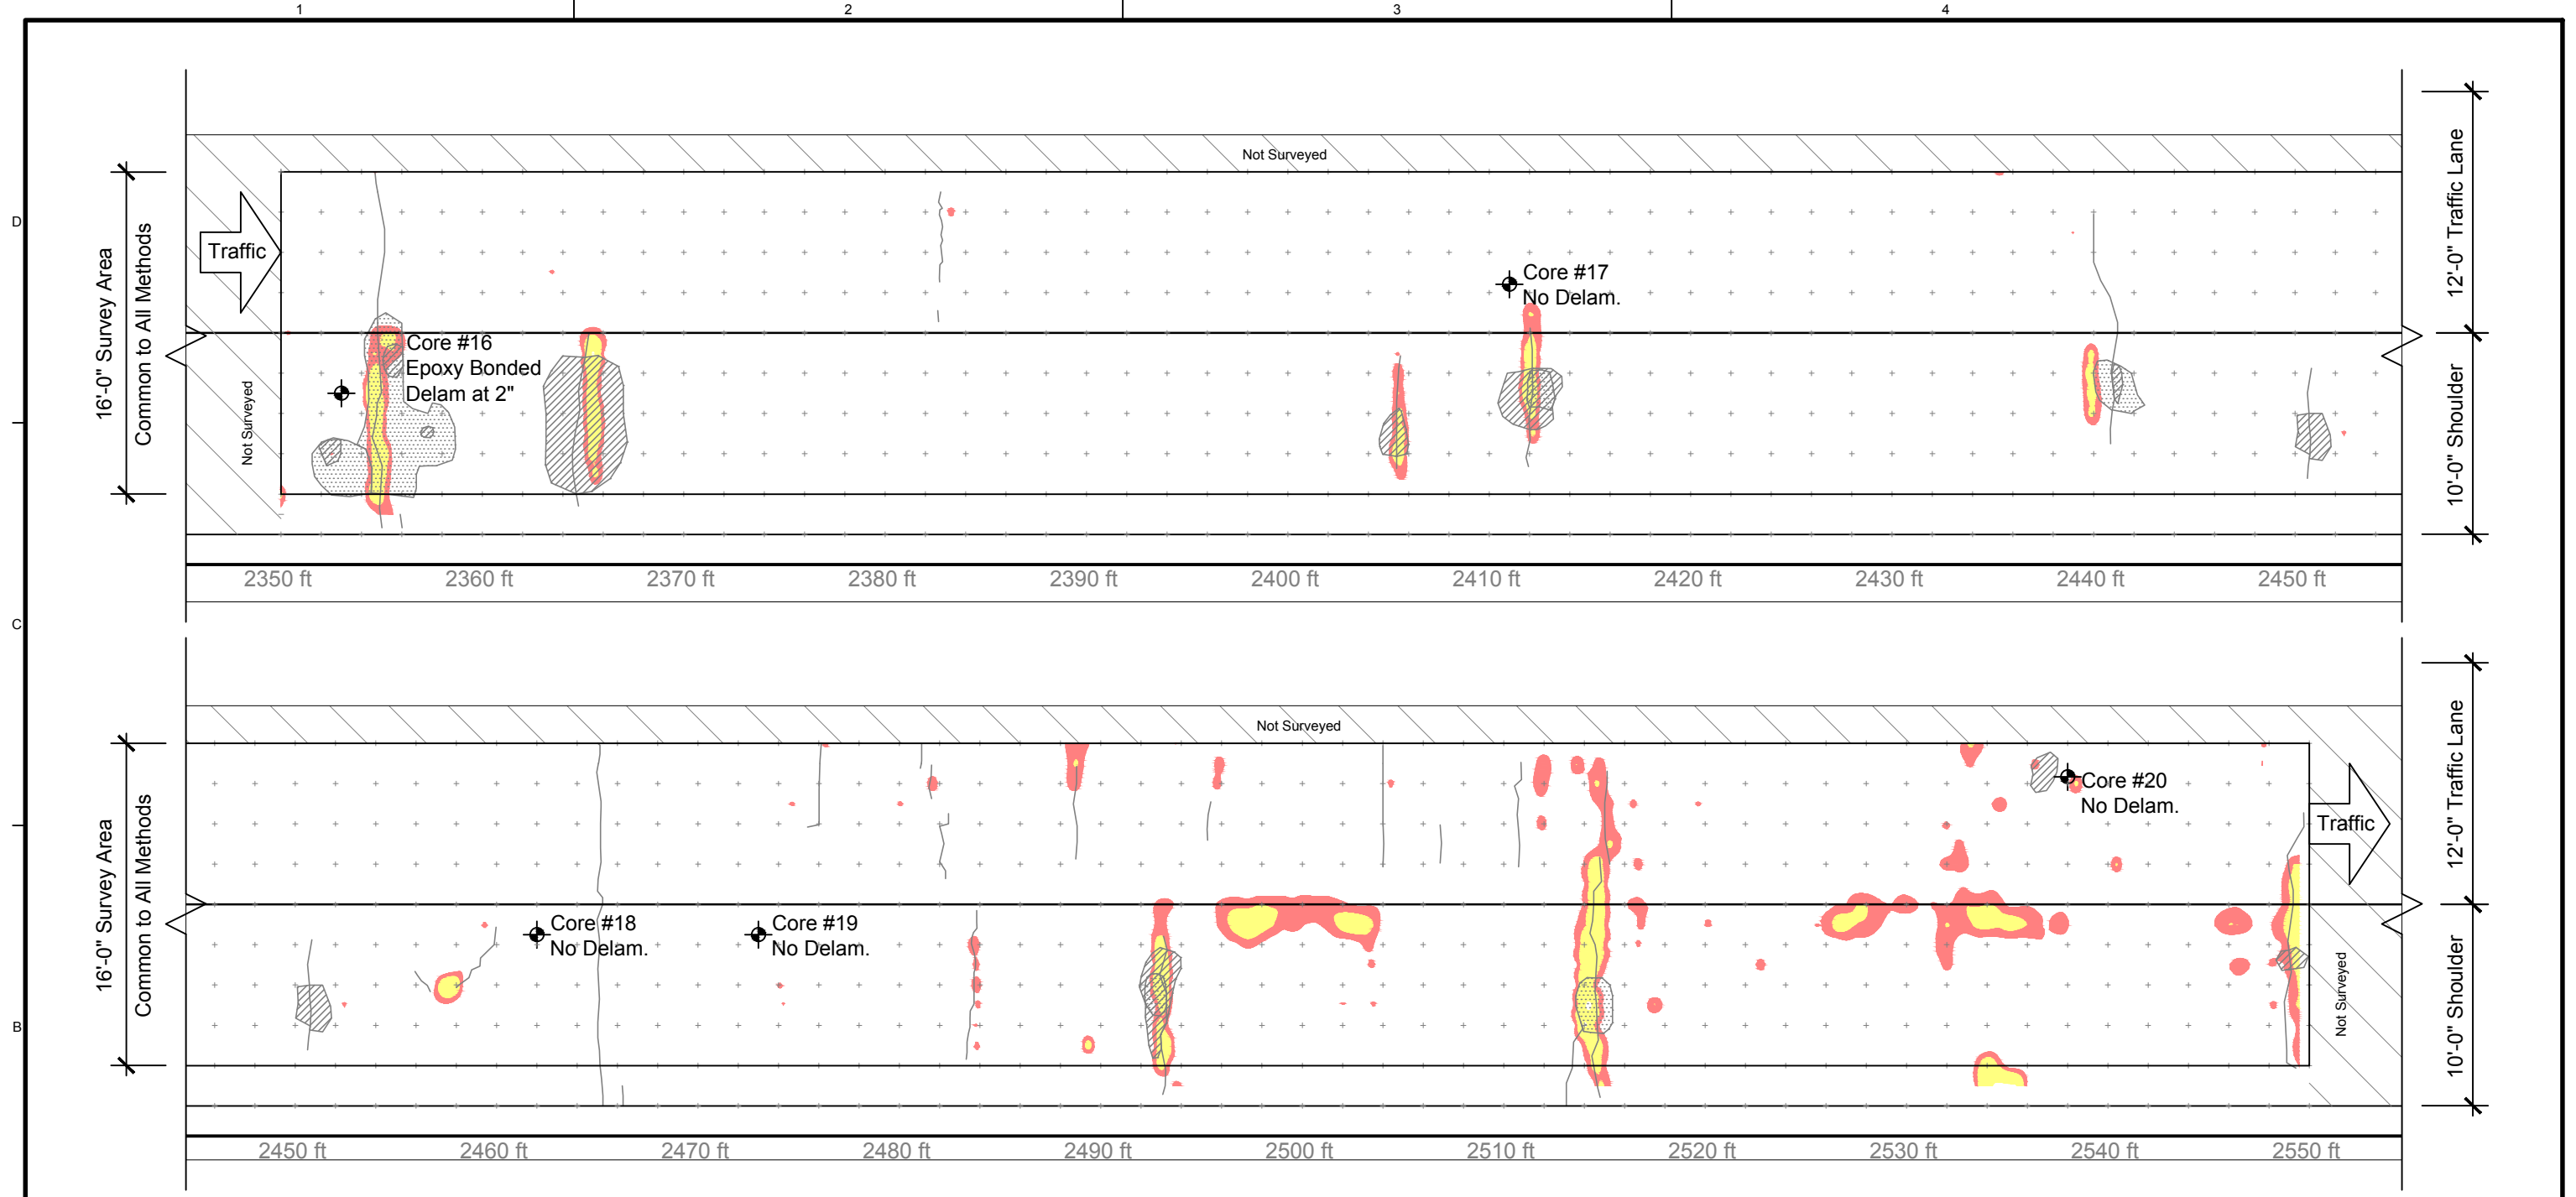 1 2 3 4
D
C
B
Not Surveyed
Traffic
16'-0" Survey Area
Common to All Methods
Not Surveyed
Core #16
Epoxy Bonded
Delam at 2"
Core #17
No Delam.
12'-0" Traffic Lane
10'-0" Shoulder
2350 ft 2360 ft 2370 ft 2380 ft 2390 ft 2400 ft 2410 ft 2420 ft 2430 ft 2440 ft 2450 ft
Not Surveyed
16'-0" Survey Area
Common to All Methods
Core #18
No Delam.
Core #19
No Delam.
Core #20
No Delam.
Traffic
Not Surveyed
12'-0" Traffic Lane
10'-0" Shoulder
2450 ft 2460 ft 2470 ft 2480 ft 2490 ft 2500 ft 2510 ft 2520 ft 2530 ft 2540 ft 2550 ft